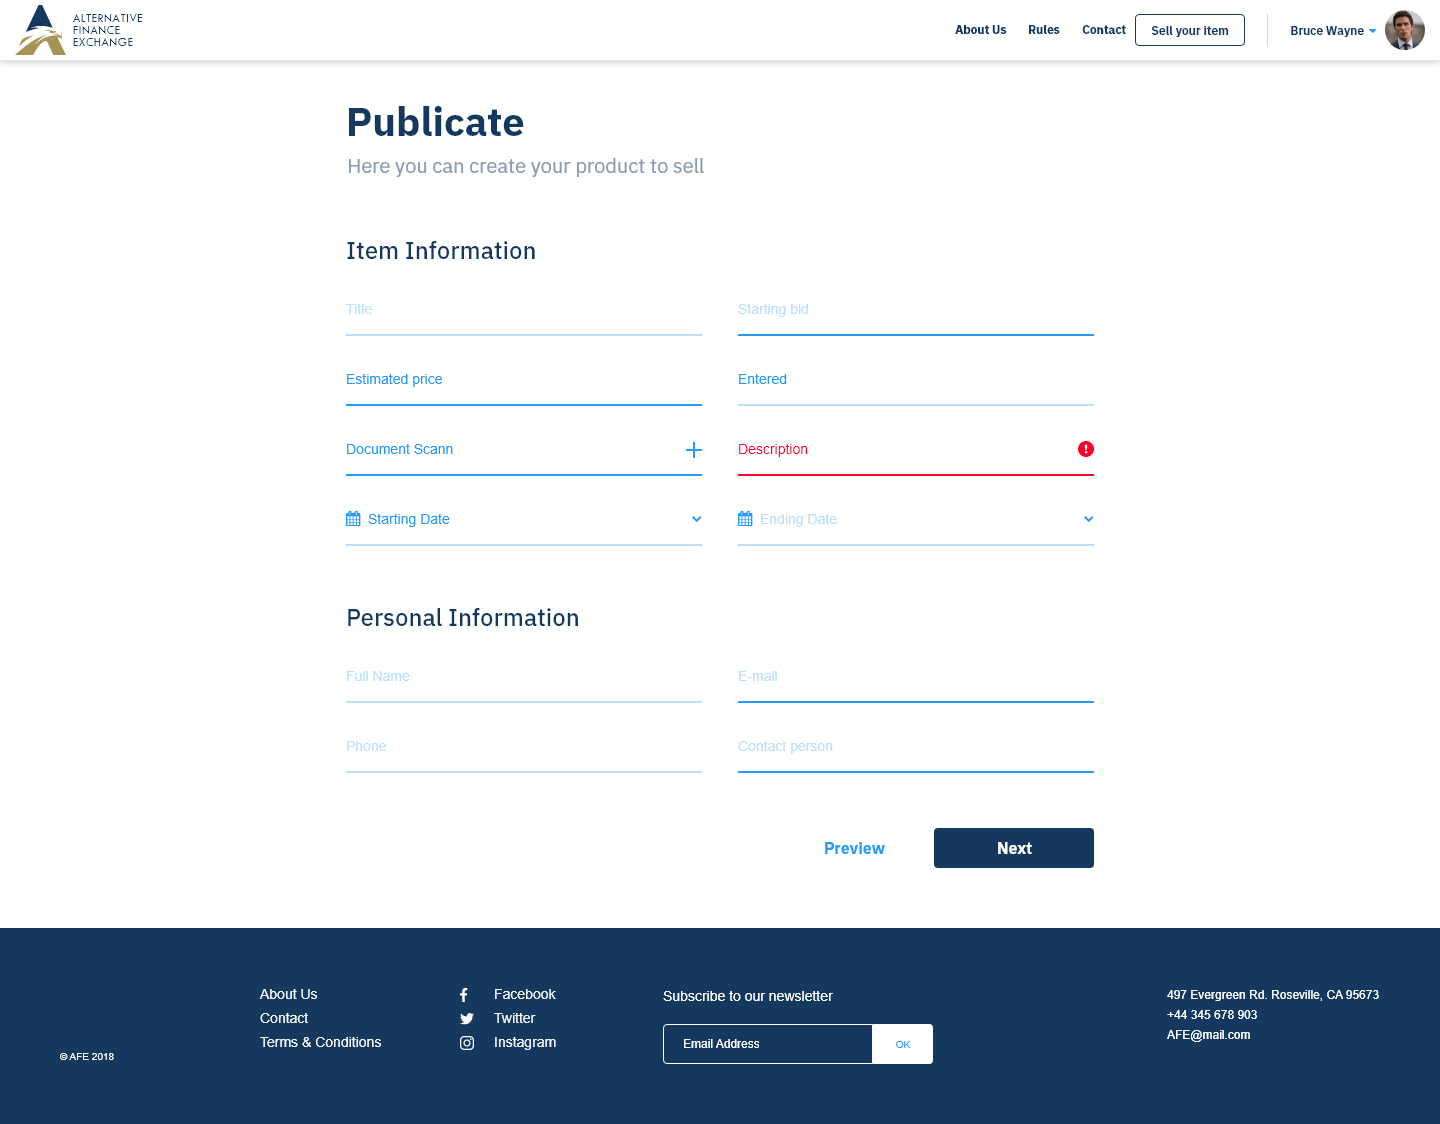 ALTERNATIVE
FINANCE
EXCHANGE
About Us
Rules
Contact
Sell your item
Bruce Wayne
Publicate
Here you can create your product to sell
Item Information
Title
Starting bid
Estimated price
Entered
Document Scann
Description
Starting Date
Ending Date
Personal Information
Full Name
E-mail
Phone
Contact person
Preview
Next
© AFE 2018
About Us
Contact
Terms & Conditions
Facebook
Twitter
Instagram
Subscribe to our newsletter
Email Address
OK
497 Evergreen Rd. Roseville, CA 95673
+44 345 678 903
AFE@mail.com